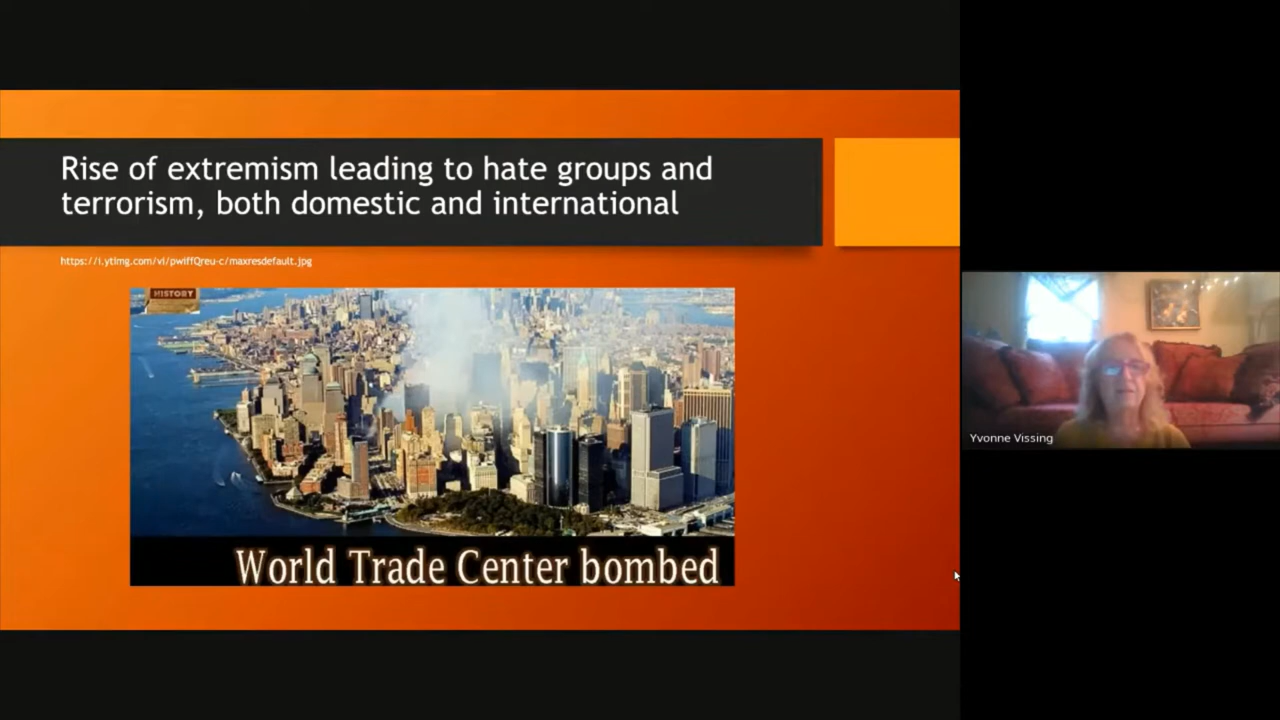 Rise of extremism leading to hate groups and
terrorism, both domestic and international
https://i.ytimg.com/vi/pwiffQreu-c/maxresdefault.jpg
HISTORY
World Trade Center bombed
Yvonne Vissing